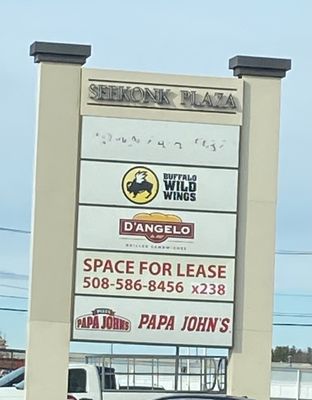 SEEKONK PLAZA
BUFFALO
WILD
WINGS
D'ANGELO
GRILLED SANDWICHES
SPACE FOR LEASE
508-586-8456 x238
PIZZA
PAPA JOHNS
PAPA JOHN'S